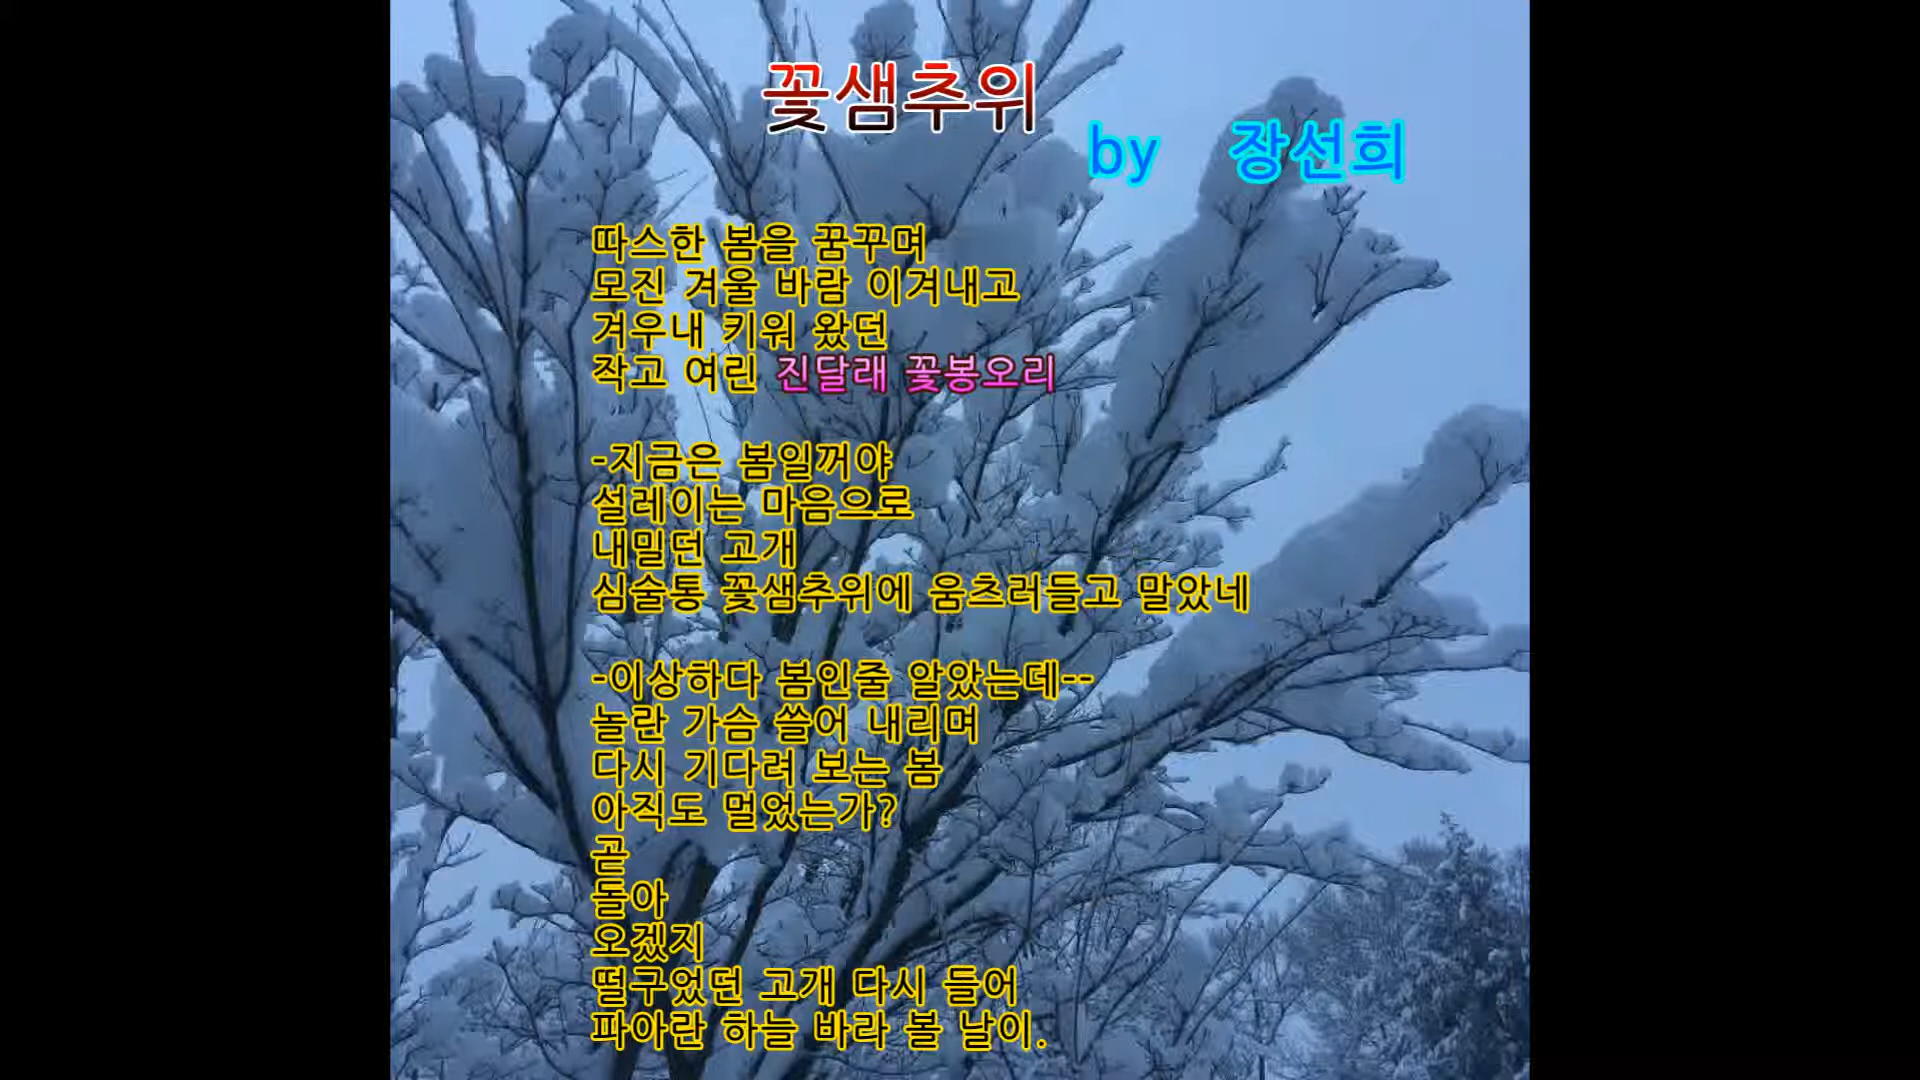 꽃샘추위
by 장선희
따스한 봄을 꿈꾸며
모진 겨울 바람 이겨내고
겨우내 키워 왔던
작고 여린 진달래 꽃봉오리
-지금은 봄일꺼야
설레이는 마음으로
내밀던 고개
심술통 꽃샘추위에 움츠러들고 말았네
-이상하다 봄인줄 알았는데--
놀란 가슴 쓸어 내리며
다시 기다려 보는 봄
아직도 멀었는가?
곧
돌아
오겠지
떨구었던 고개 다시 들어
파아란 하늘 바라 볼 날이.